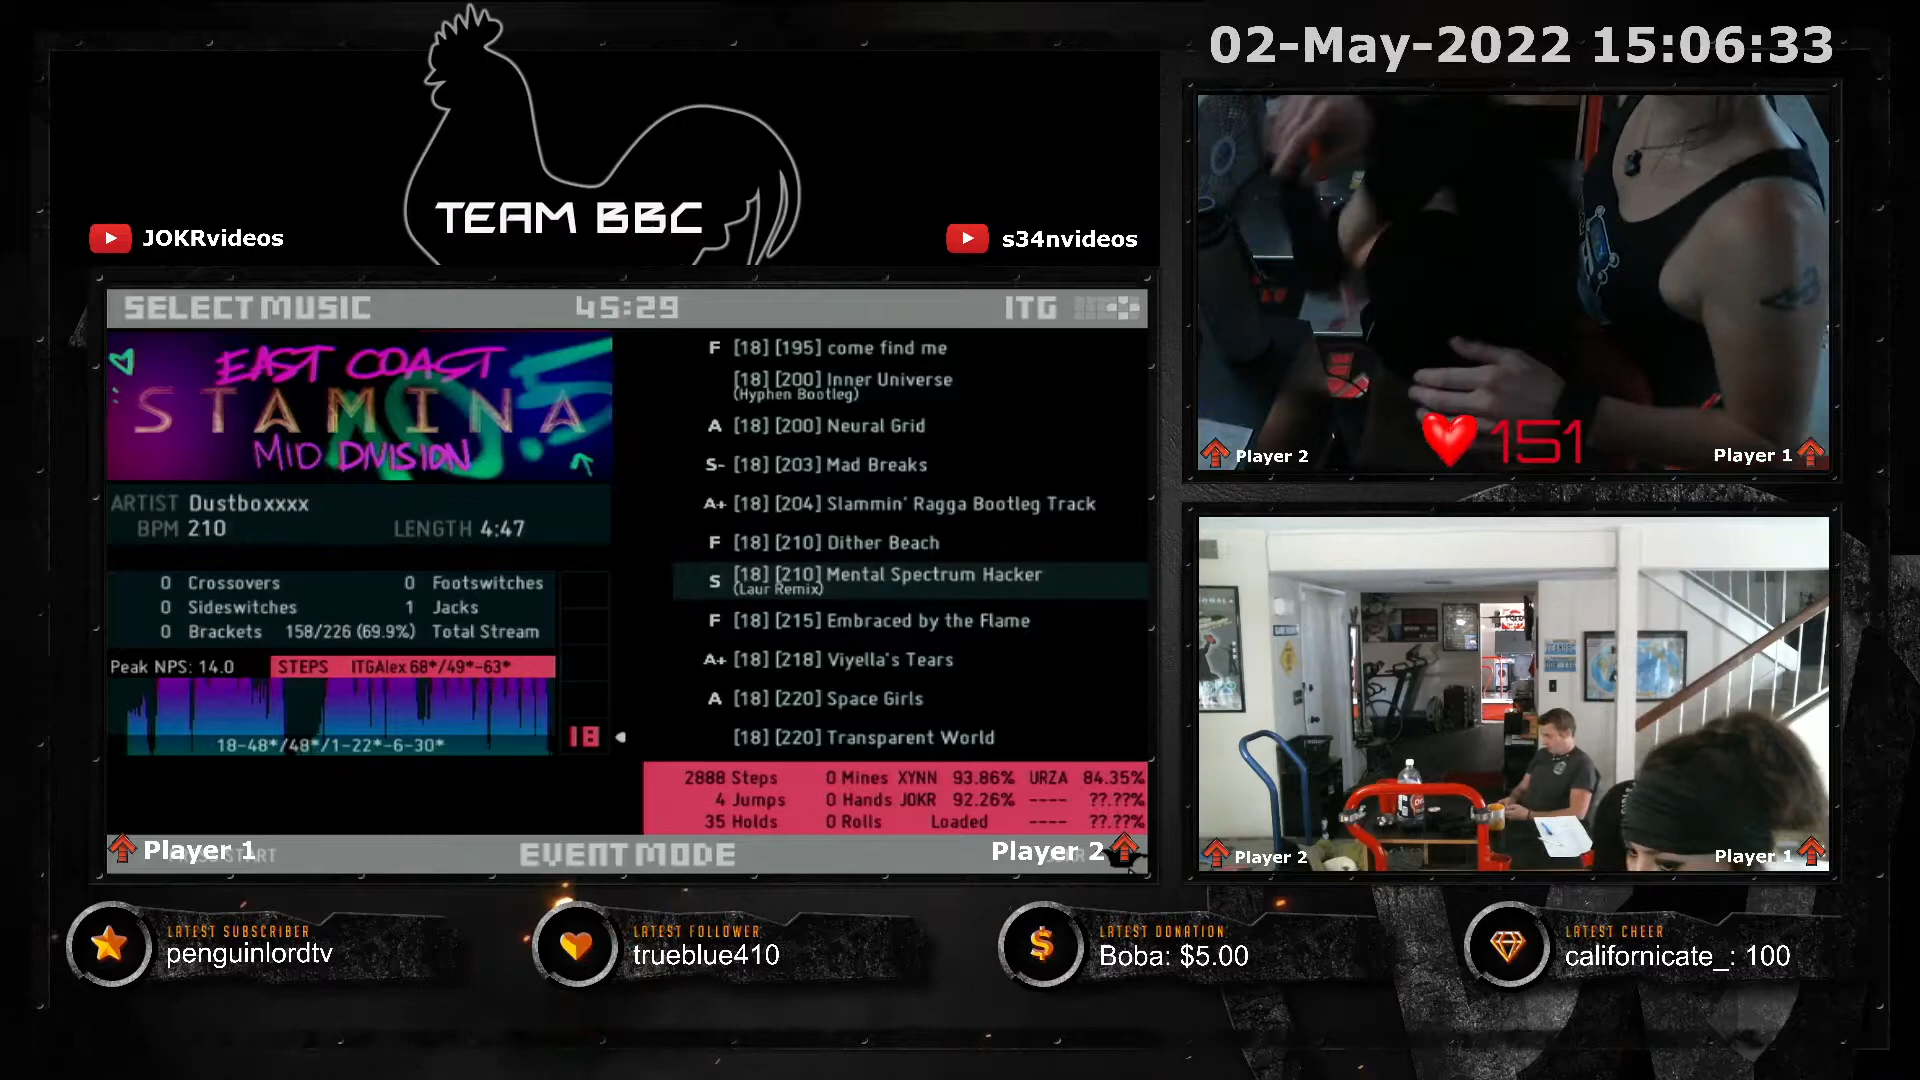 02-May-2022 15:06:33
TEAM BBC
JOKRvideos
s34nvideos
SELECT MUSIC 45:29 ITG
EAST COAST
STAMINA
MID DIVISION
ARTIST Dustboxxxx
BPM 210 LENGTH 4:47
0 Crossovers 0 Footswitches
0 Sideswitches 1 Jacks
0 Brackets 158/226 (69.9%) Total Stream
Peak NPS: 14.0 STEPS ITGAlex 68*/49*-63*
18-48*/48*/1-22*-6-30*
18
F [18] [195] come find me
[18] [200] Inner Universe
(Hyphen Bootleg)
A [18] [200] Neural Grid
S- [18] [203] Mad Breaks
A+ [18] [204] Slammin' Ragga Bootleg Track
F [18] [210] Dither Beach
S [18] [210] Mental Spectrum Hacker
(Laur Remix)
F [18] [215] Embraced by the Flame
A+ [18] [218] Viyella's Tears
A [18] [220] Space Girls
[18] [220] Transparent World
2888 Steps 0 Mines XYNN 93.86% URZA 84.35%
4 Jumps 0 Hands JOKR 92.26% ---- ??.??%
35 Holds 0 Rolls Loaded ---- ??.??%
Player 1 EVENT MODE Player 2
151
Player 2 Player 1
Player 2 Player 1
LATEST SUBSCRIBER
penguinlordtv
LATEST FOLLOWER
trueblue410
LATEST DONATION
Boba: $5.00
LATEST CHEER
californicate_: 100